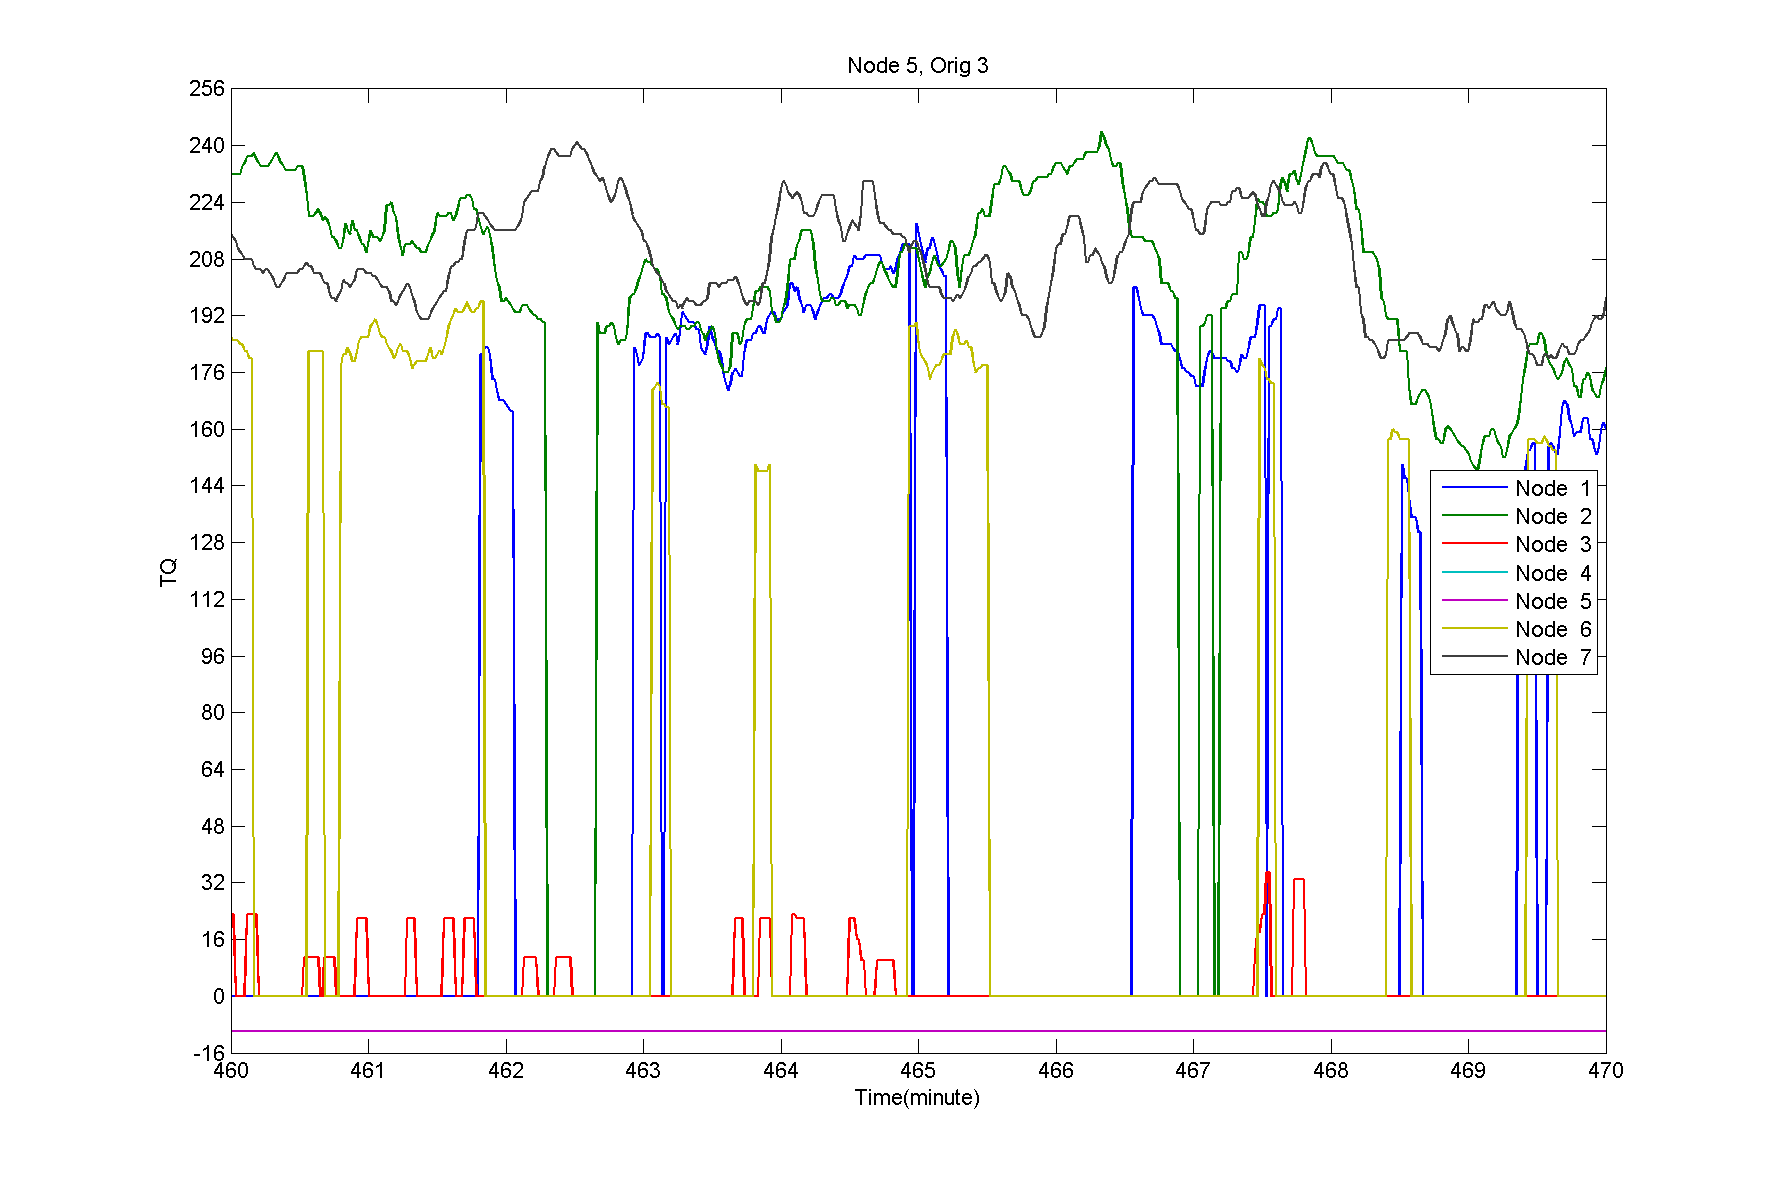 Node 5, Orig 3
256
240
224
208
192
176
160
144
128
112
96
80
64
48
32
16
0
-16
TQ
Node 1
Node 2
Node 3
Node 4
Node 5
Node 6
Node 7
460 461 462 463 464 465 466 467 468 469 470
Time(minute)